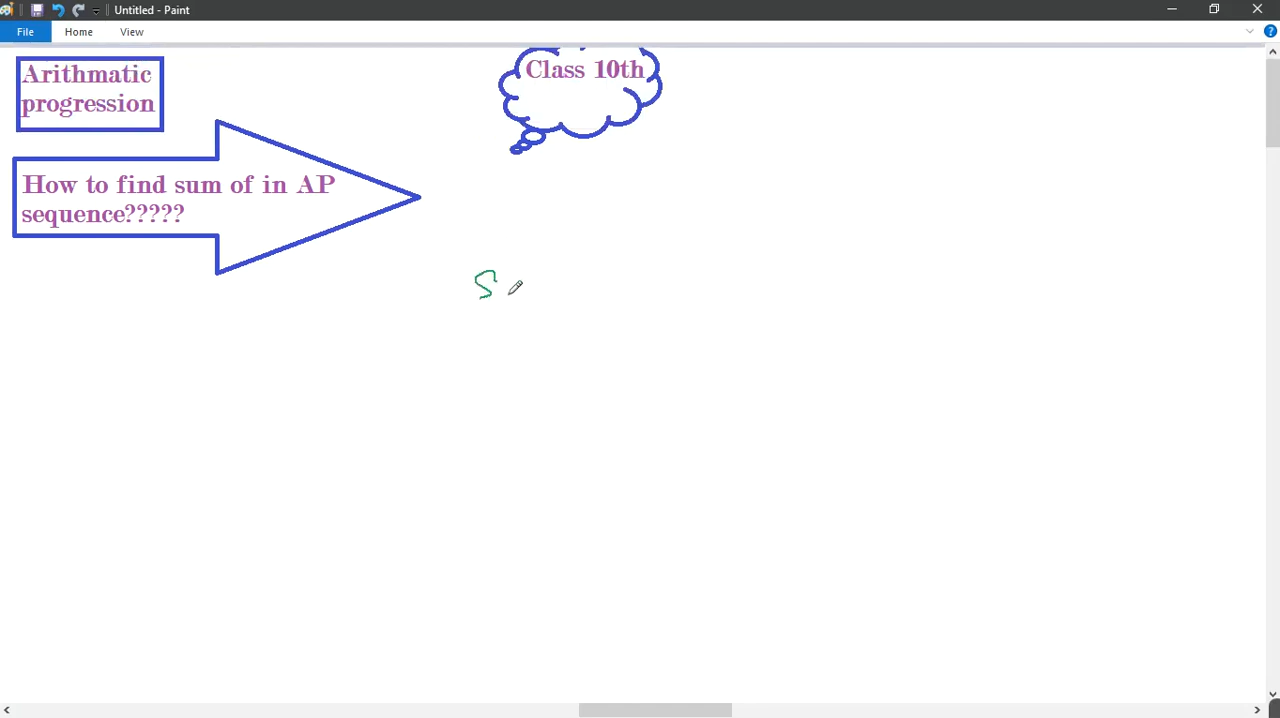 Untitled - Paint
File Home View
Arithmatic
progression
Class 10th
How to find sum of in AP
sequence?????
S